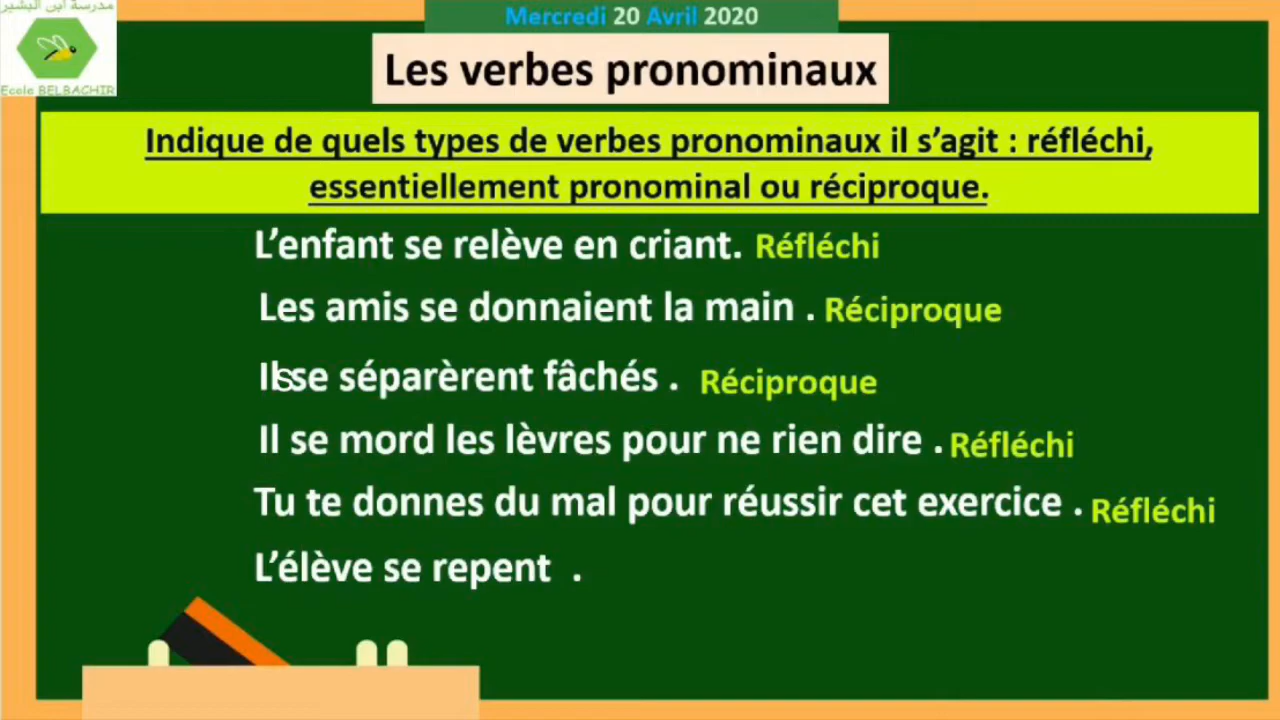 مدرسة ابن البشير
Ecole BELBACHIR
Mercredi 20 Avril 2020
Les verbes pronominaux
Indique de quels types de verbes pronominaux il s’agit : réfléchi,
essentiellement pronominal ou réciproque.
L’enfant se relève en criant. Réfléchi
Les amis se donnaient la main . Réciproque
Ils se séparèrent fâchés . Réciproque
Il se mord les lèvres pour ne rien dire . Réfléchi
Tu te donnes du mal pour réussir cet exercice . Réfléchi
L’élève se repent .